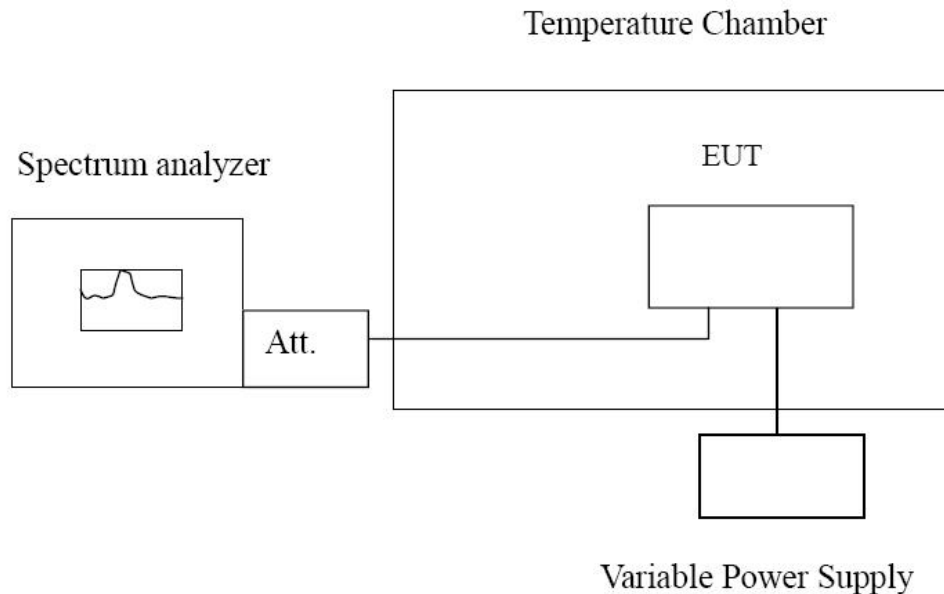 Temperature Chamber
Spectrum analyzer
EUT
Att.
Variable Power Supply